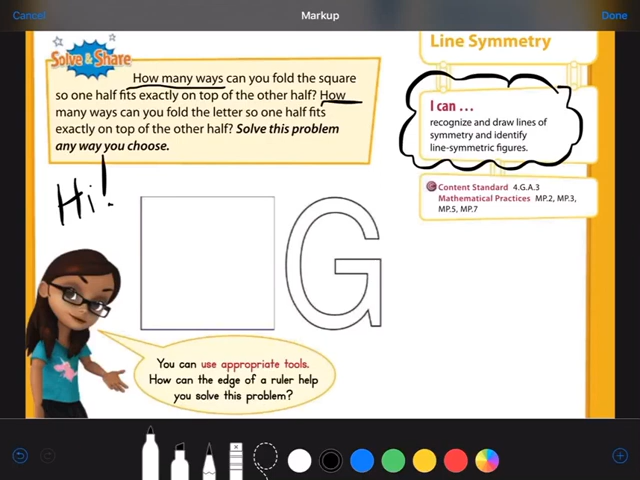 Cancel
Markup
Done
Solve & Share
How many ways can you fold the square
so one half fits exactly on top of the other half? How
many ways can you fold the letter so one half fits
exactly on top of the other half? Solve this problem
any way you choose.
Line Symmetry
I can ...
recognize and draw lines of
symmetry and identify
line-symmetric figures.
Content Standard 4.G.A.3
Mathematical Practices MP.2, MP.3,
MP.5, MP.7
Hi!
G
You can use appropriate tools.
How can the edge of a ruler help
you solve this problem?